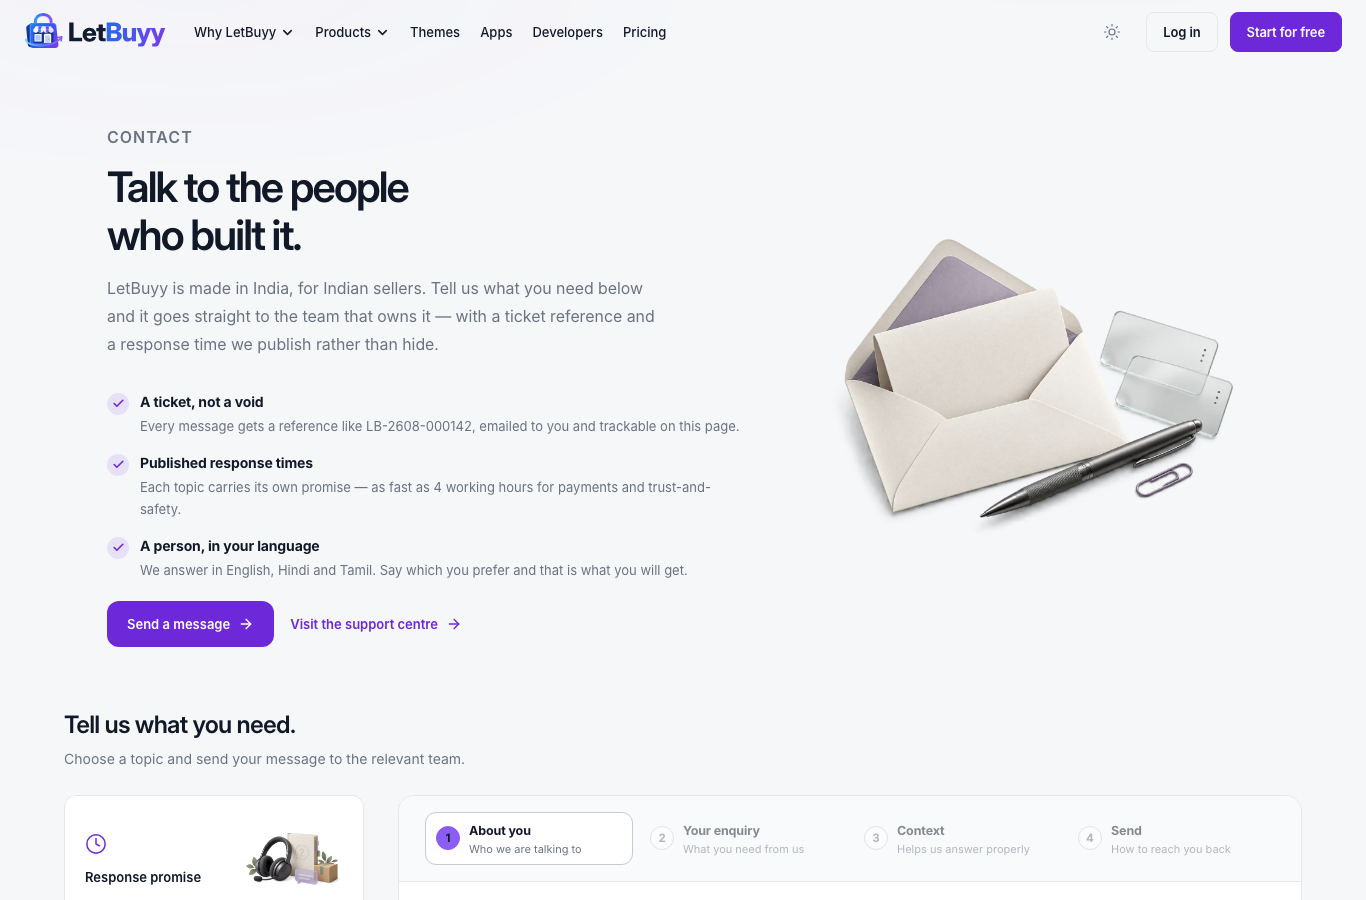 LetBuyy
Why LetBuyy
Products
Themes
Apps
Developers
Pricing
Log in
Start for free
CONTACT
Talk to the people
who built it.
LetBuyy is made in India, for Indian sellers. Tell us what you need below
and it goes straight to the team that owns it — with a ticket reference and
a response time we publish rather than hide.
A ticket, not a void
Every message gets a reference like LB-2608-000142, emailed to you and trackable on this page.
Published response times
Each topic carries its own promise — as fast as 4 working hours for payments and trust-and-
safety.
A person, in your language
We answer in English, Hindi and Tamil. Say which you prefer and that is what you will get.
Send a message
Visit the support centre
Tell us what you need.
Choose a topic and send your message to the relevant team.
Response promise
1
About you
Who we are talking to
2
Your enquiry
What you need from us
3
Context
Helps us answer properly
4
Send
How to reach you back